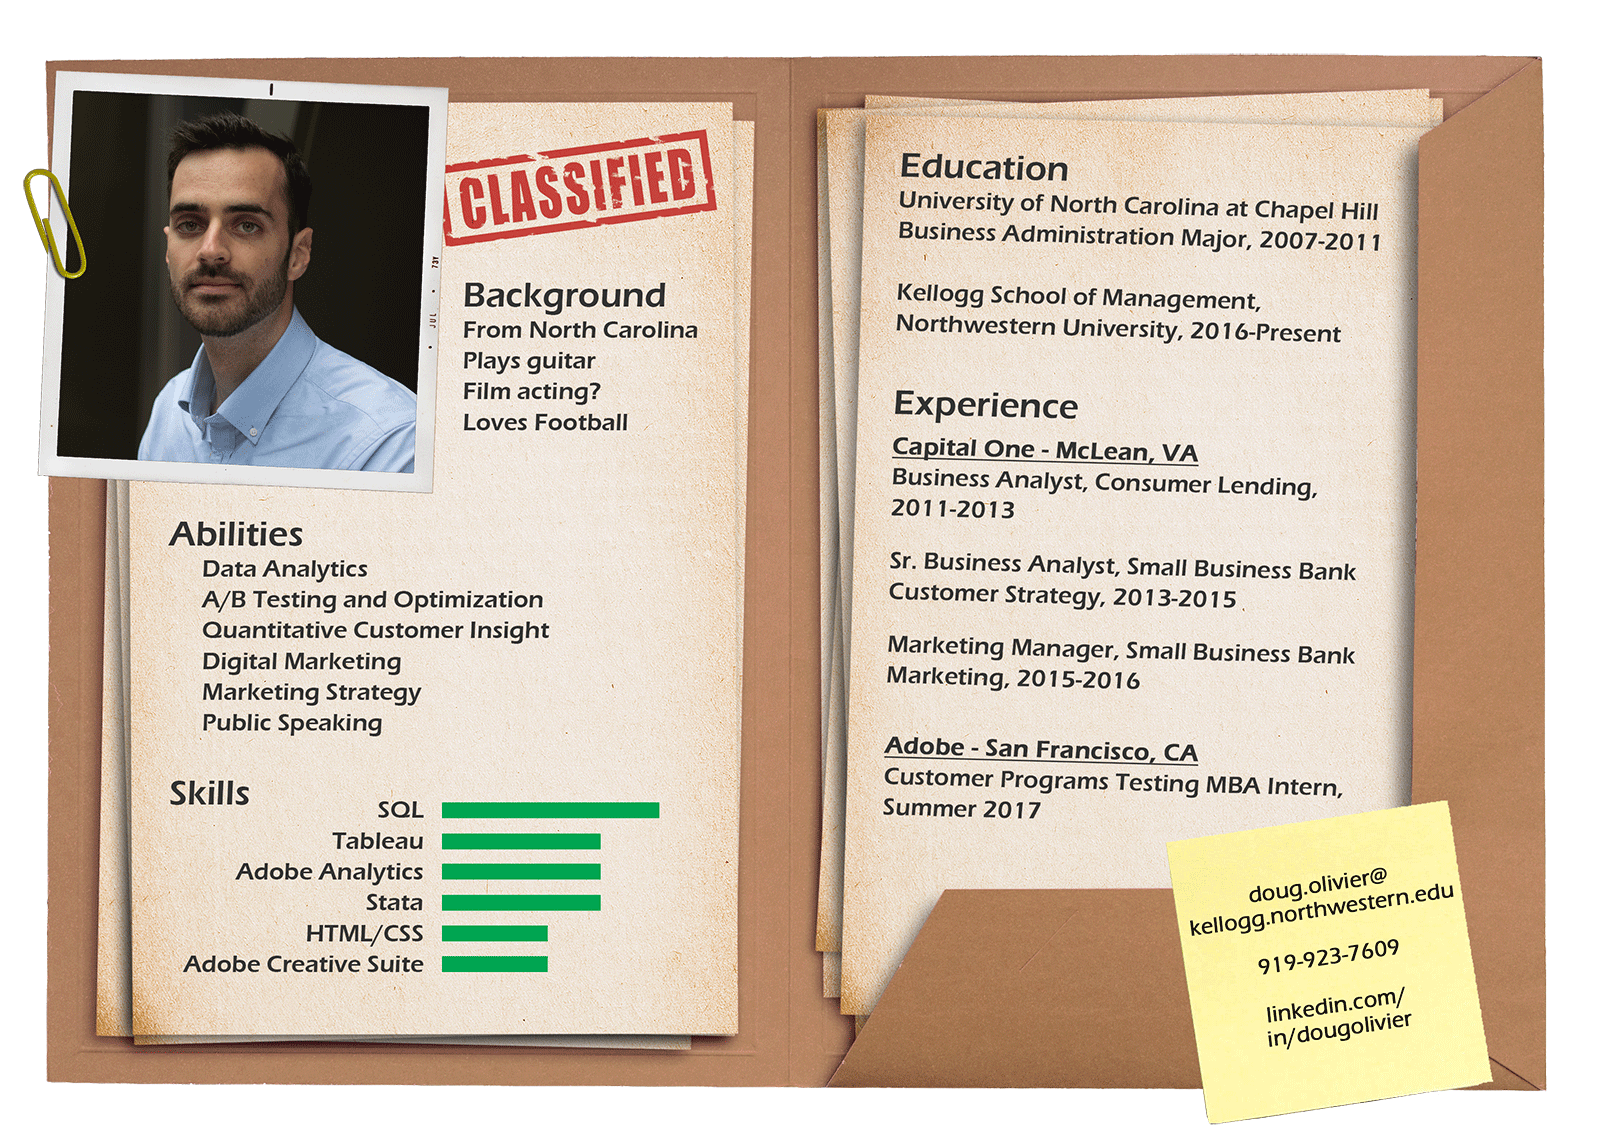 CLASSIFIED
Background
From North Carolina
Plays guitar
Film acting?
Loves Football
73Y • JUL •
Abilities
Data Analytics
A/B Testing and Optimization
Quantitative Customer Insight
Digital Marketing
Marketing Strategy
Public Speaking
Skills
SQL
Tableau
Adobe Analytics
Stata
HTML/CSS
Adobe Creative Suite
Education
University of North Carolina at Chapel Hill
Business Administration Major, 2007-2011
Kellogg School of Management,
Northwestern University, 2016-Present
Experience
Capital One - McLean, VA
Business Analyst, Consumer Lending,
2011-2013
Sr. Business Analyst, Small Business Bank
Customer Strategy, 2013-2015
Marketing Manager, Small Business Bank
Marketing, 2015-2016
Adobe - San Francisco, CA
Customer Programs Testing MBA Intern,
Summer 2017
doug.olivier@
kellogg.northwestern.edu
919-923-7609
linkedin.com/
in/dougolivier